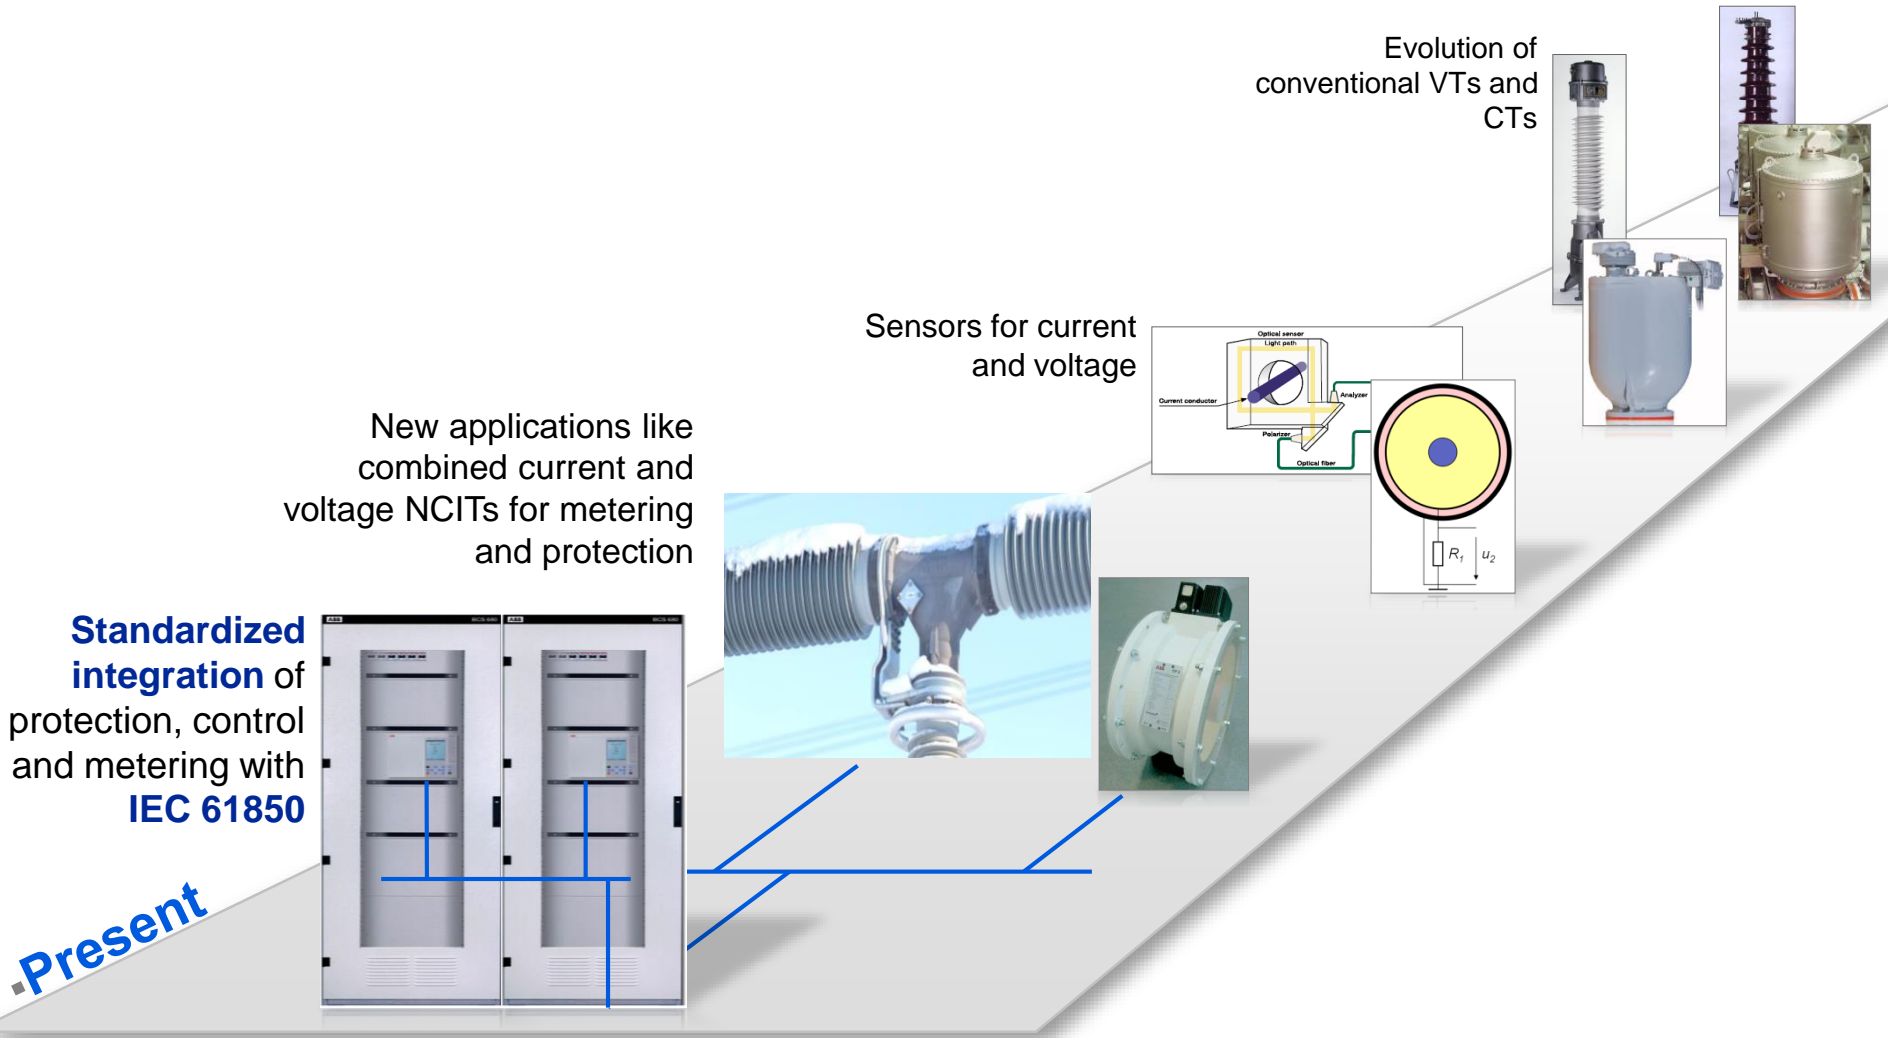 Evolution of
conventional VTs and
CTs
Sensors for current
and voltage
Optical sensor
Light path
Current conductor
Analyzer
Polarizer
Optical fiber
R1
u2
New applications like
combined current and
voltage NCITs for metering
and protection
Standardized
integration of
protection, control
and metering with
IEC 61850
ABB
ABB
Present